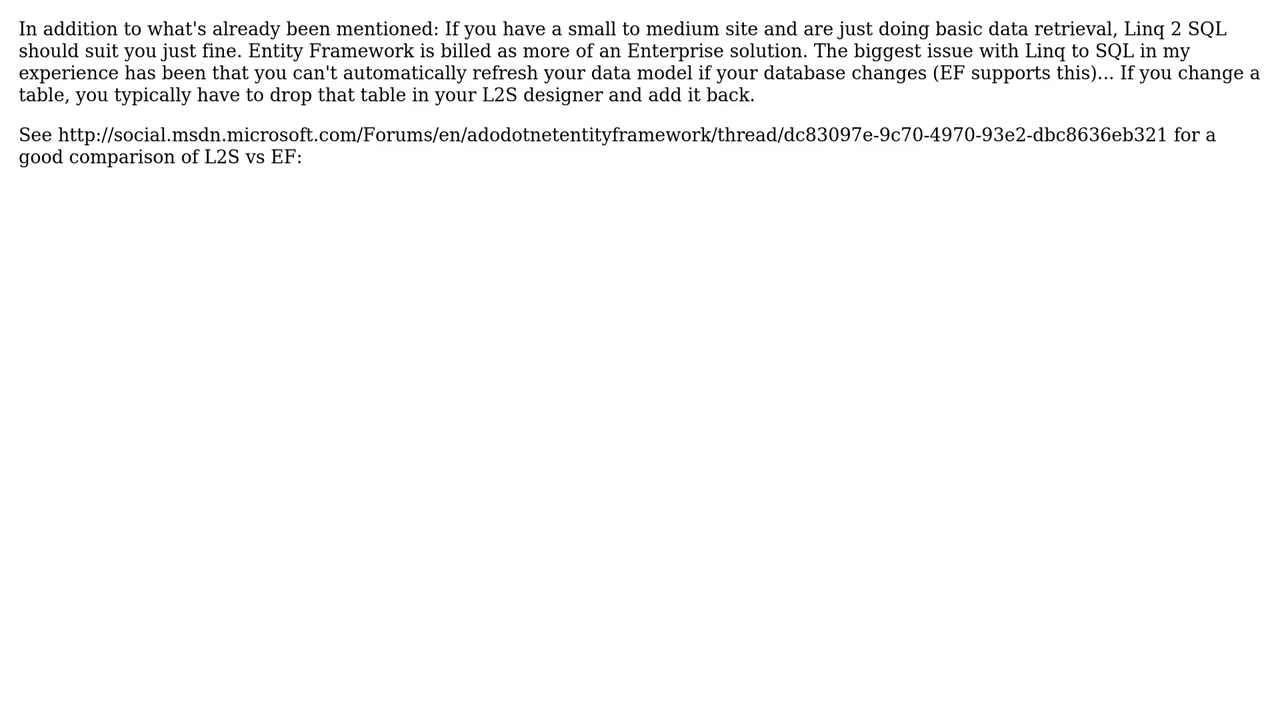 In addition to what's already been mentioned: If you have a small to medium site and are just doing basic data retrieval, Linq 2 SQL
should suit you just fine. Entity Framework is billed as more of an Enterprise solution. The biggest issue with Linq to SQL in my
experience has been that you can't automatically refresh your data model if your database changes (EF supports this)... If you change a
table, you typically have to drop that table in your L2S designer and add it back.
See http://social.msdn.microsoft.com/Forums/en/adodotnetentityframework/thread/dc83097e-9c70-4970-93e2-dbc8636eb321 for a
good comparison of L2S vs EF: